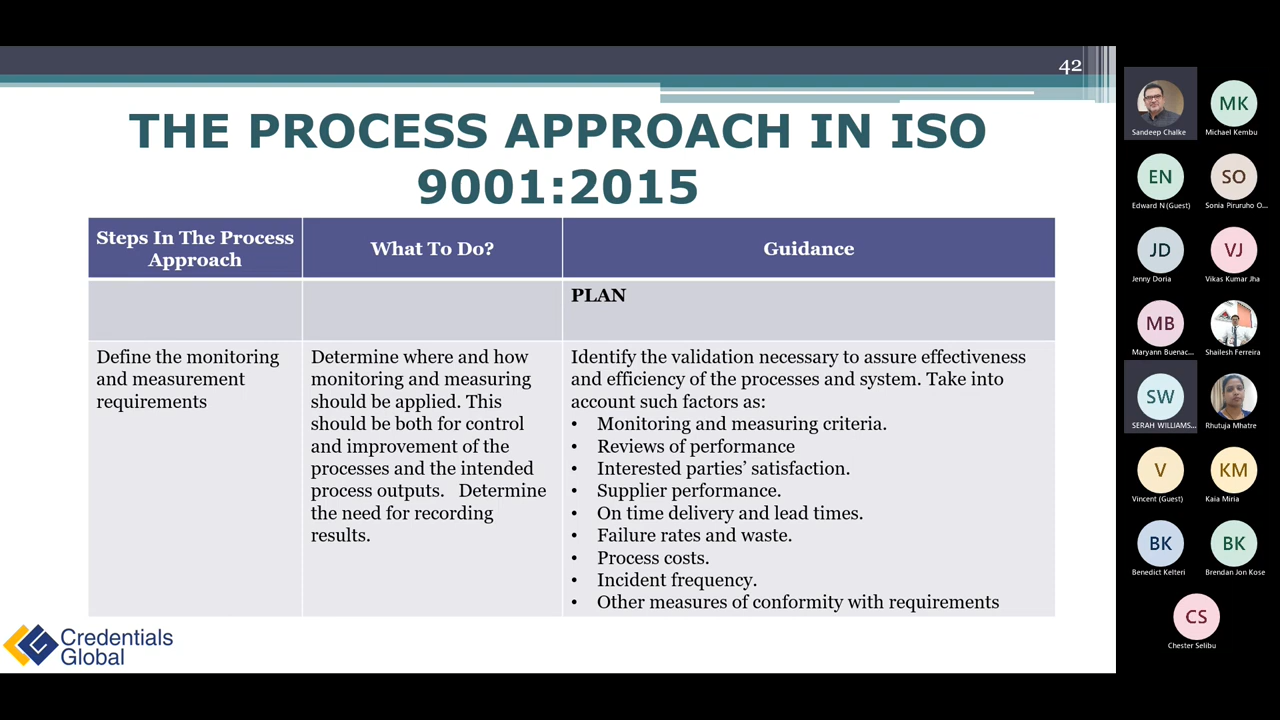 42
THE PROCESS APPROACH IN ISO
9001:2015
Steps In The Process
Approach
What To Do?
Guidance
PLAN
Define the monitoring
and measurement
requirements
Determine where and how
monitoring and measuring
should be applied. This
should be both for control
and improvement of the
processes and the intended
process outputs. Determine
the need for recording
results.
Identify the validation necessary to assure effectiveness
and efficiency of the processes and system. Take into
account such factors as:
• Monitoring and measuring criteria.
• Reviews of performance
• Interested parties’ satisfaction.
• Supplier performance.
• On time delivery and lead times.
• Failure rates and waste.
• Process costs.
• Incident frequency.
• Other measures of conformity with requirements
Credentials
Global
Sandeep Chalke
MK
Michael Kembu
EN
Edward N (Guest)
SO
Sonia Piruruho O...
JD
Jenny Doria
VJ
Vikas Kumar Jha
MB
Maryann Buenac...
Shailesh Ferreira
SW
SERAH WILLIAMS...
Rhutuja Mhatre
V
Vincent (Guest)
KM
Kaia Miria
BK
Benedict Kelteri
BK
Brendan Jon Kose
CS
Chester Selibu